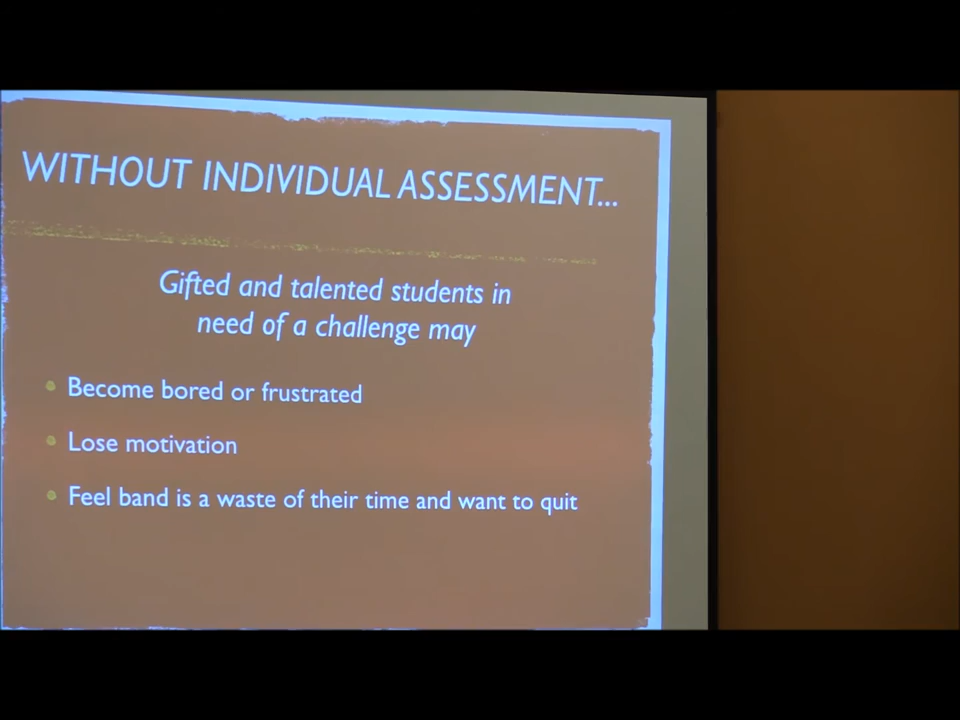 WITHOUT INDIVIDUAL ASSESSMENT...
Gifted and talented students in
need of a challenge may
Become bored or frustrated
Lose motivation
Feel band is a waste of their time and want to quit